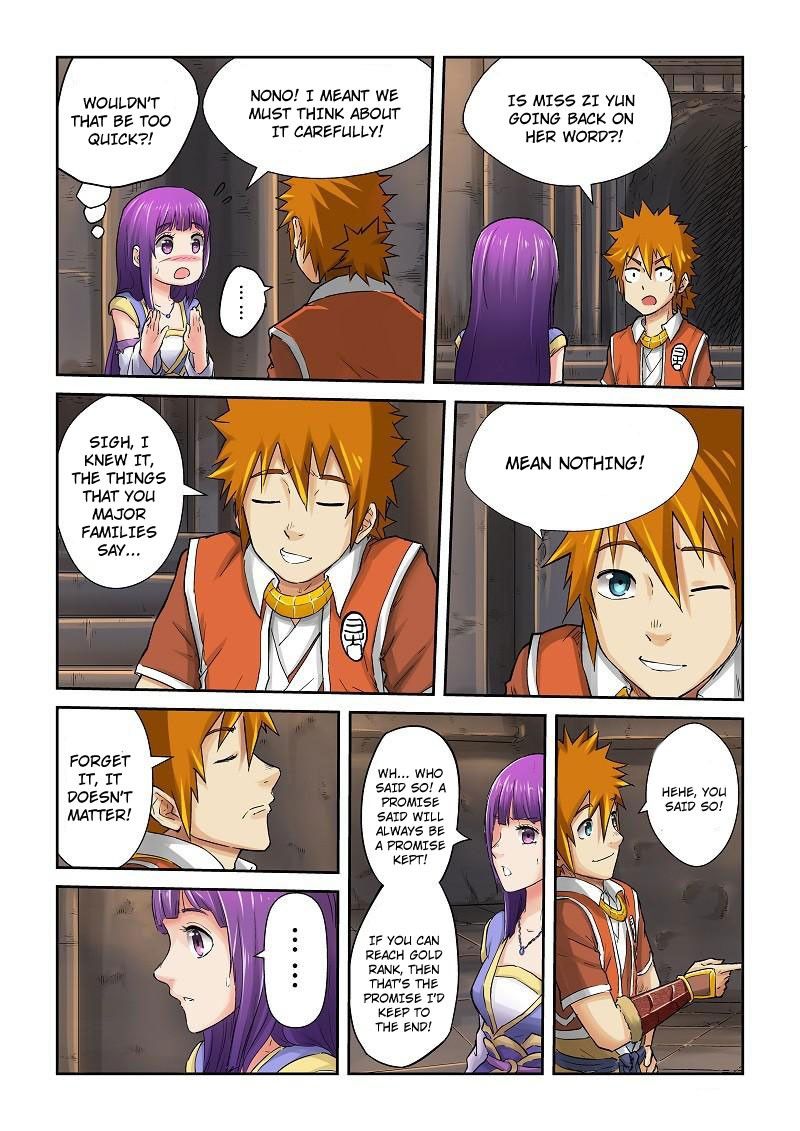 WOULDN'T
THAT BE TOO
QUICK?!
NONO! I MEANT WE
MUST THINK ABOUT
IT CAREFULLY!
. . . .
IS MISS ZI YUN
GOING BACK ON
HER WORD?!
SIGH, I
KNEW IT,
THE THINGS
THAT YOU
MAJOR
FAMILIES
SAY...
MEAN NOTHING!
FORGET
IT, IT
DOESN'T
MATTER!
. . . .
WH... WHO
SAID SO! A
PROMISE
SAID WILL
ALWAYS BE
A PROMISE
KEPT!
IF YOU CAN
REACH GOLD
RANK, THEN
THAT'S THE
PROMISE I'D
KEEP TO
THE END!
HEHE, YOU
SAID SO!